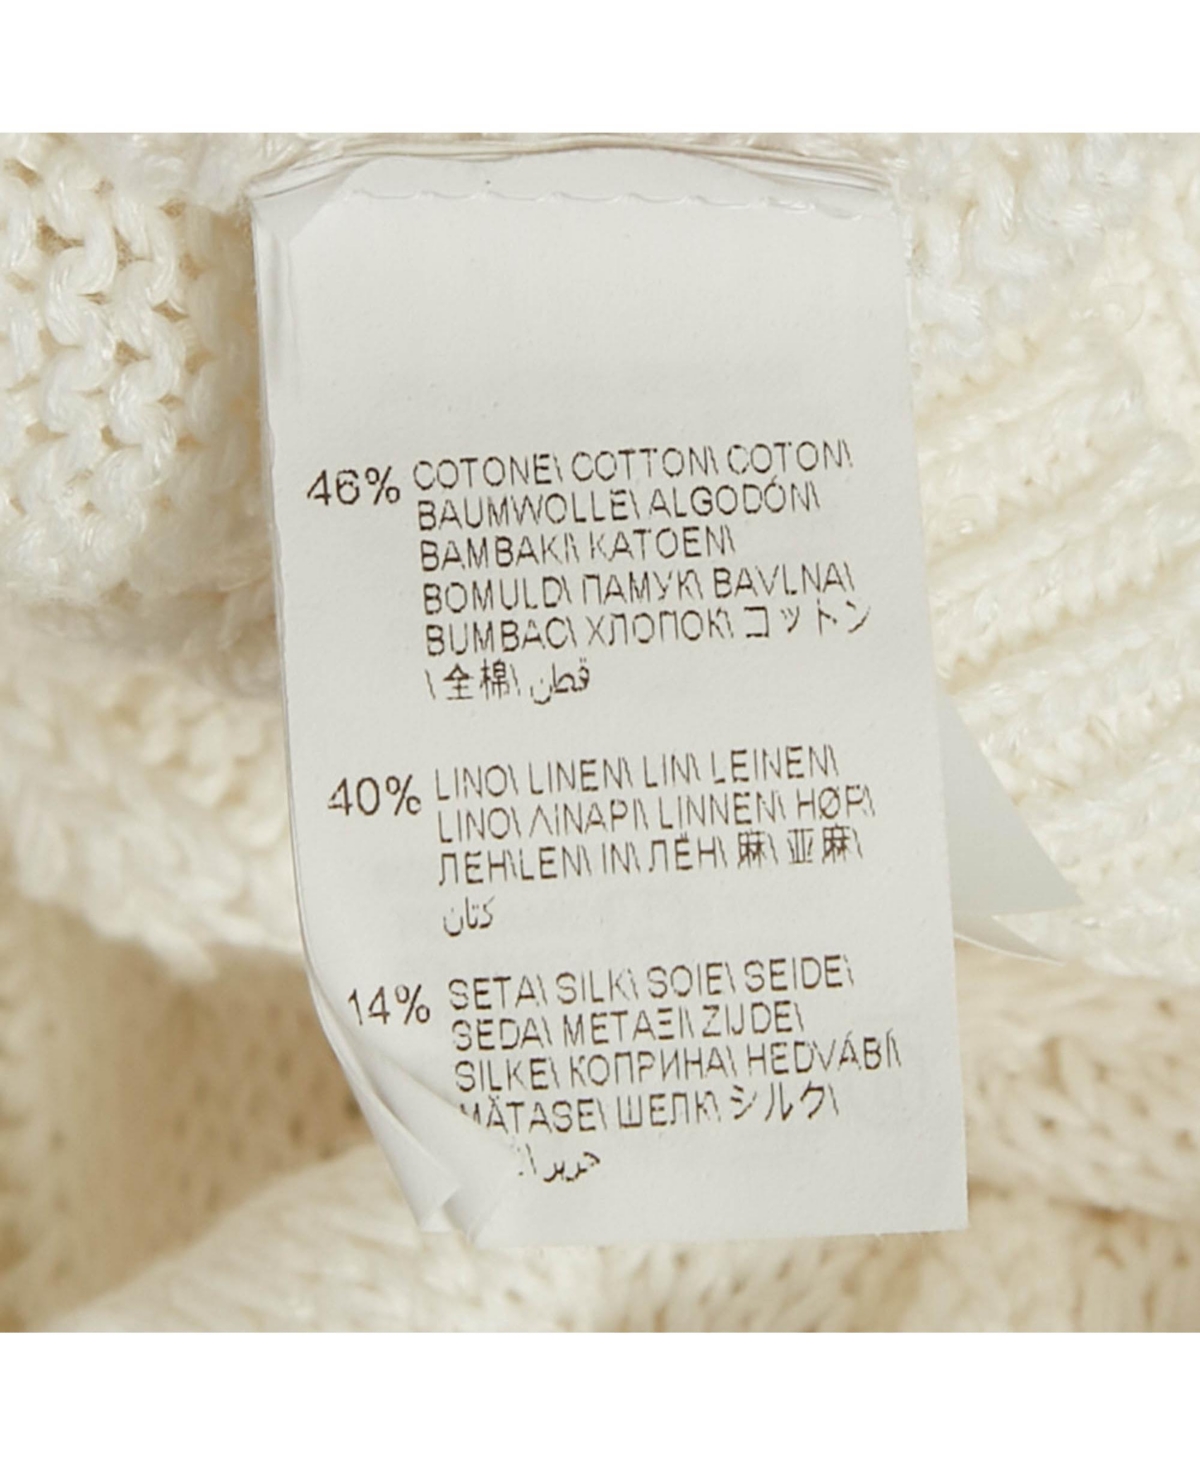 46% COTONE\ COTTON\ COTON\
BAUMWOLLE\ ALGODÓN\
BAMBAKI\ KATOEN\
BOMULD\ ПАМУК\ BAVLNA\
BUMBAC\ ХЛОПОК\ コットン
\ 全棉\ قطن
40% LINO\ LINEN\ LIN\ LEINEN\
LINO\ ΛΙΝΑΡΙ\ LINNEN\ HØR\
ЛЕН\LEN\ IN\ ЛЁН\ 麻\ 亚麻\
كتان
14% SETA\ SILK\ SOIE\ SEIDE\
SEDA\ ΜΕΤΑΞΙ\ ZIJDE\
SILKE\ КОПРИНА\ HEDVÁBÍ\
MĂTASE\ ШЕЛК\ シルク\
حرير \